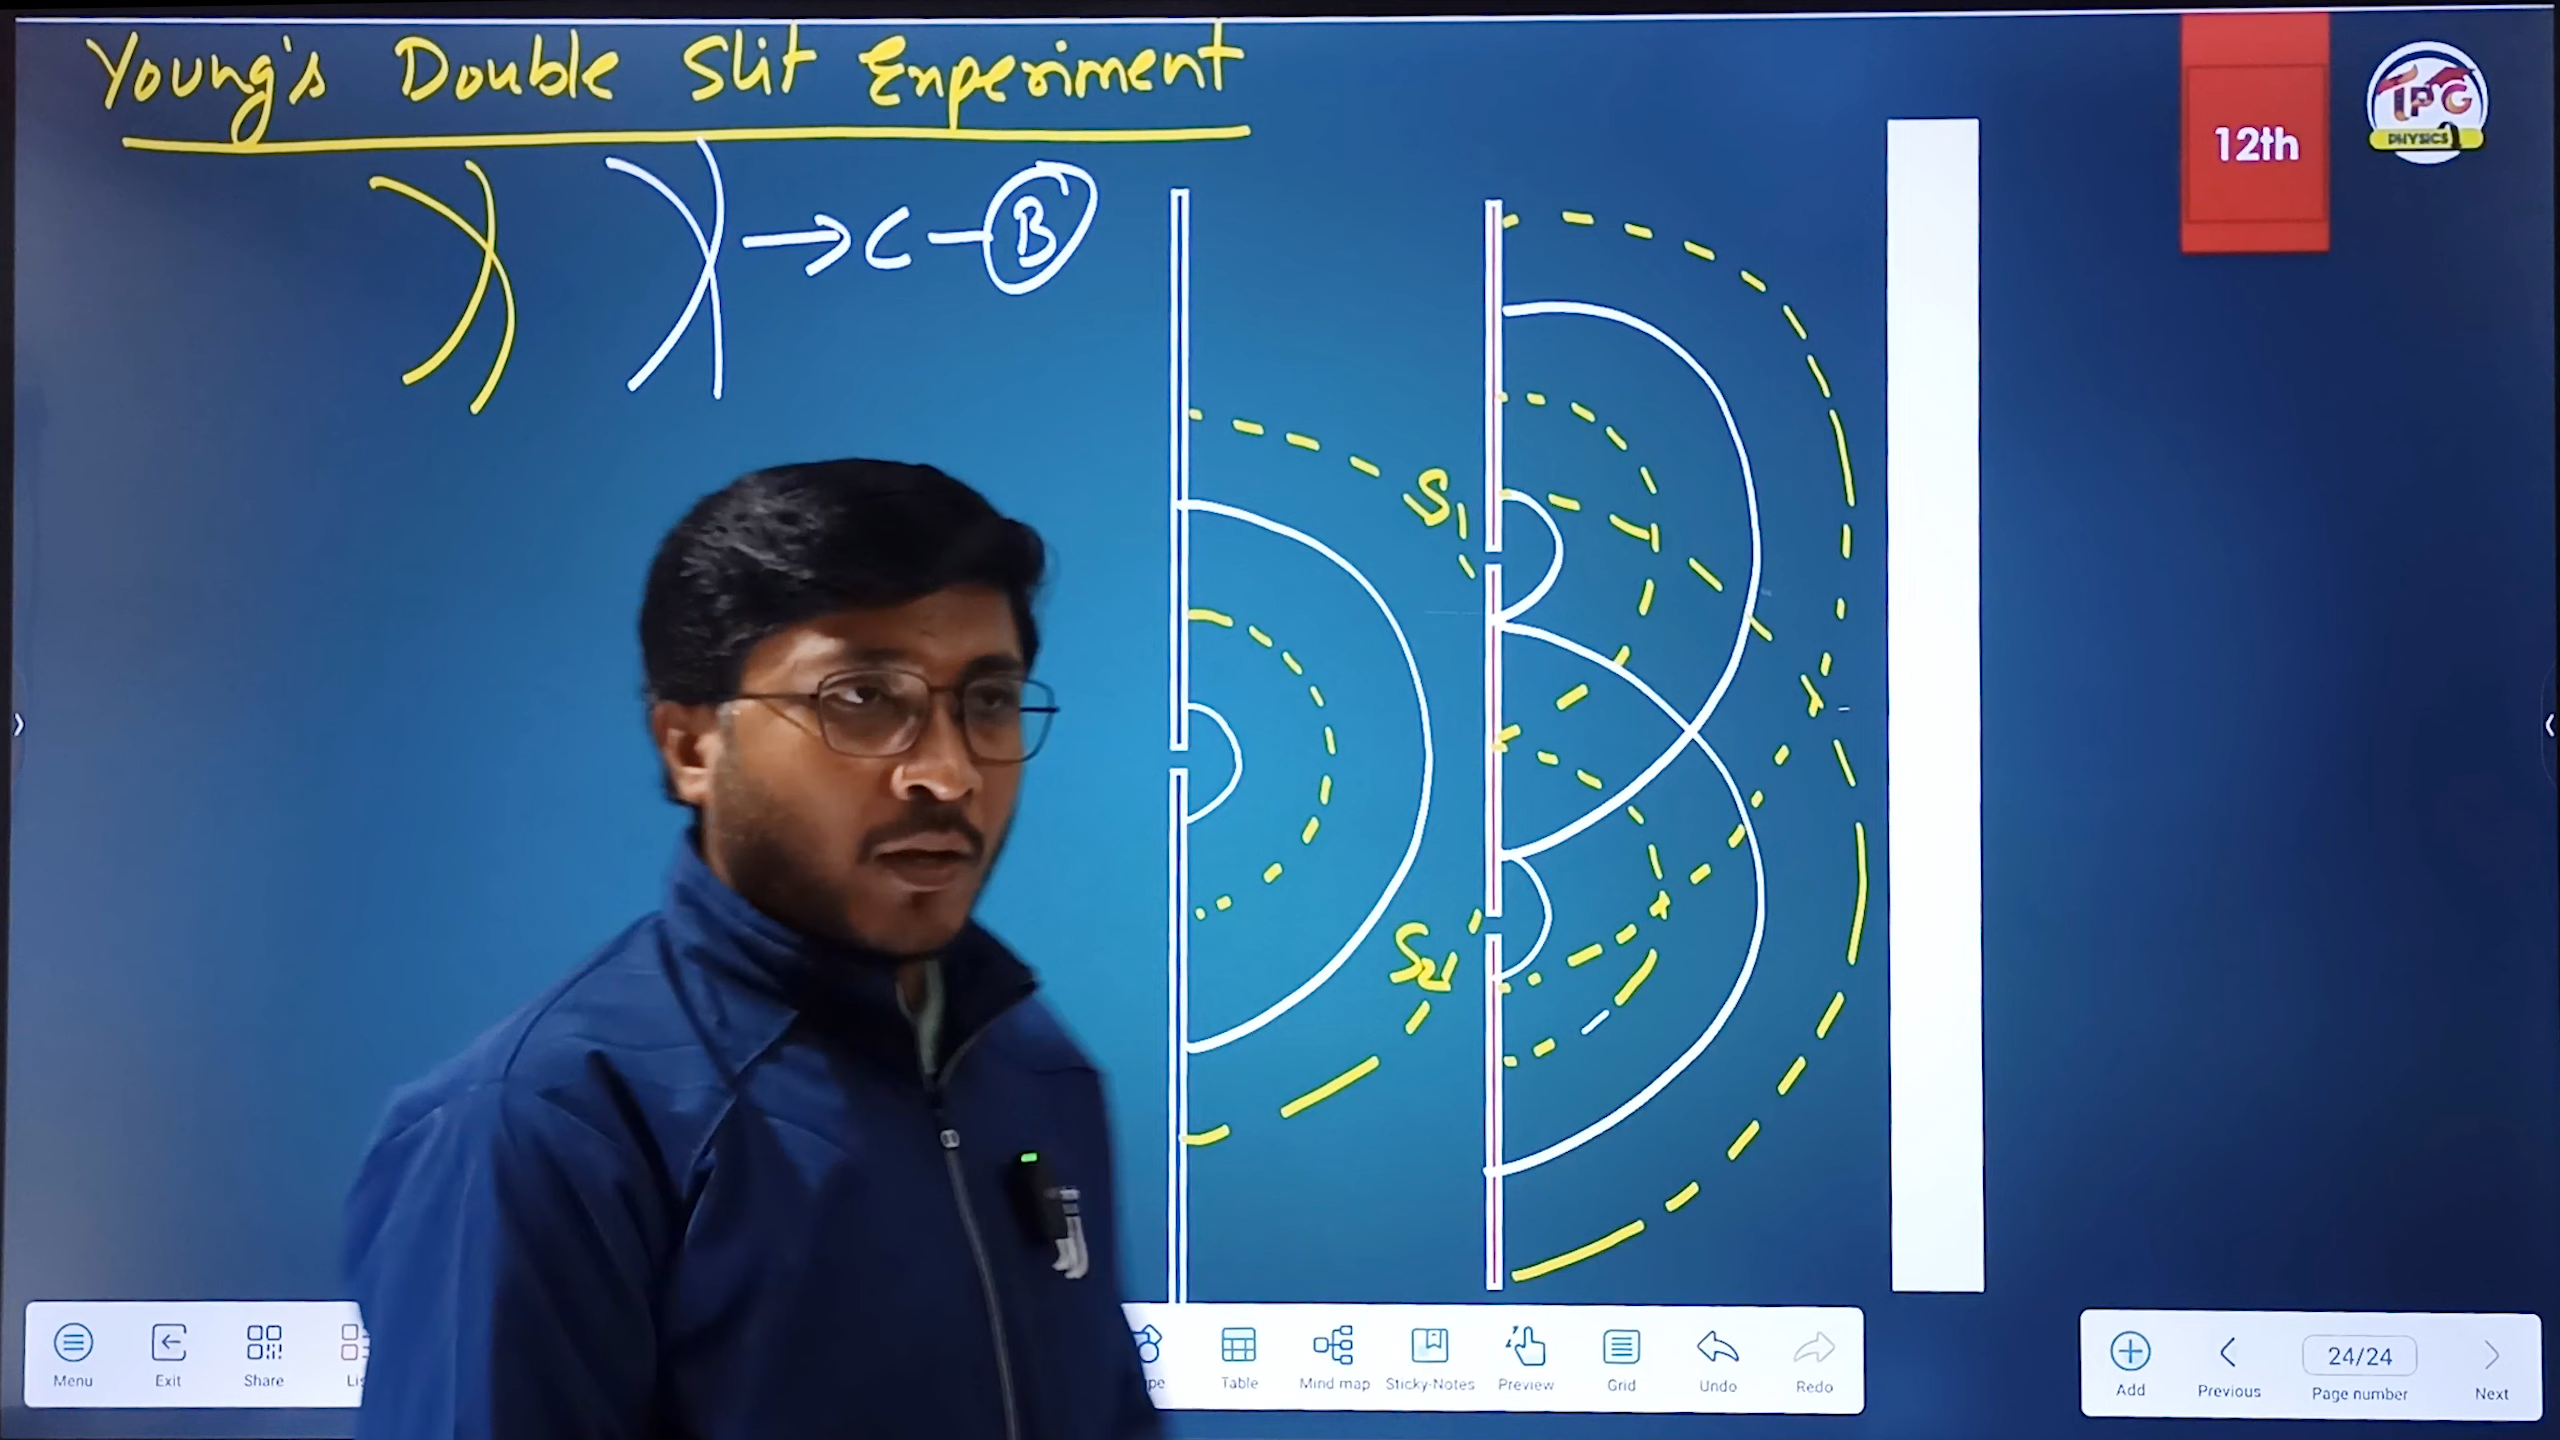 Young's Double Slit Experiment
→ C - B
S1
S2
12th
TPG
PHYSICS
Menu
Exit
Share
Table
Mind map
Sticky-Notes
Preview
Grid
Undo
Redo
Add
Previous
24/24
Page number
Next